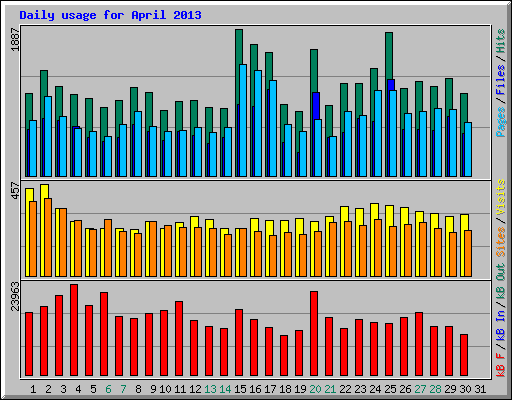 Daily usage for April 2013
1887
Pages / Files / Hits
457
Sites / Visits
23963
kB F / kB In / kB Out
1 2 3 4 5 6 7 8 9 10 11 12 13 14 15 16 17 18 19 20 21 22 23 24 25 26 27 28 29 30 31